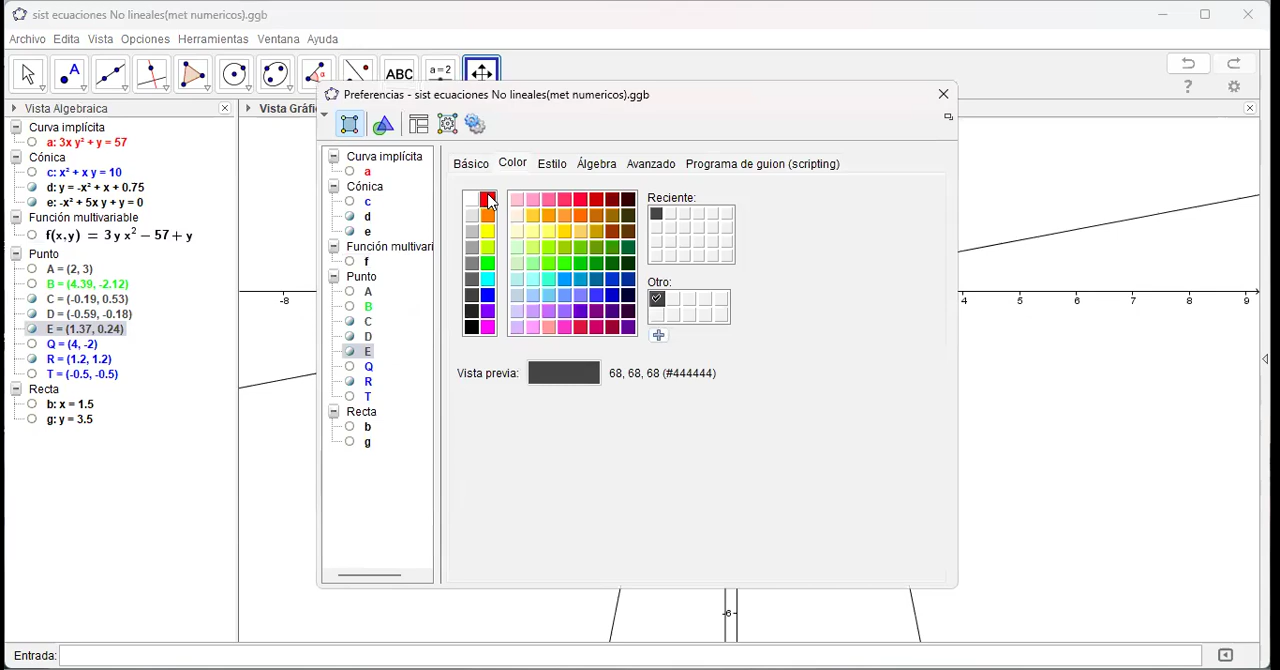 sist ecuaciones No lineales(met numericos).ggb
Archivo Edita Vista Opciones Herramientas Ventana Ayuda
ABC
a=2
Vista Algebraica
Vista Gráfi
Curva implícita
a: 3x y² + y = 57
Cónica
c: x² + x y = 10
d: y = -x² + x + 0.75
e: -x² + 5x y + y = 0
Función multivariable
f(x,y) = 3 y x² − 57 + y
Punto
A = (2, 3)
B = (4.39, -2.12)
C = (-0.19, 0.53)
D = (-0.59, -0.18)
E = (1.37, 0.24)
Q = (4, -2)
R = (1.2, 1.2)
T = (-0.5, -0.5)
Recta
b: x = 1.5
g: y = 3.5
Preferencias - sist ecuaciones No lineales(met numericos).ggb
Curva implícita
a
Cónica
c
d
e
Función multivari
f
Punto
A
B
C
D
E
Q
R
T
Recta
b
g
Básico Color Estilo Álgebra Avanzado Programa de guion (scripting)
Reciente:
Otro:
Vista previa: 68, 68, 68 (#444444)
-8 4 5 6 7 8 9
-6
Entrada: